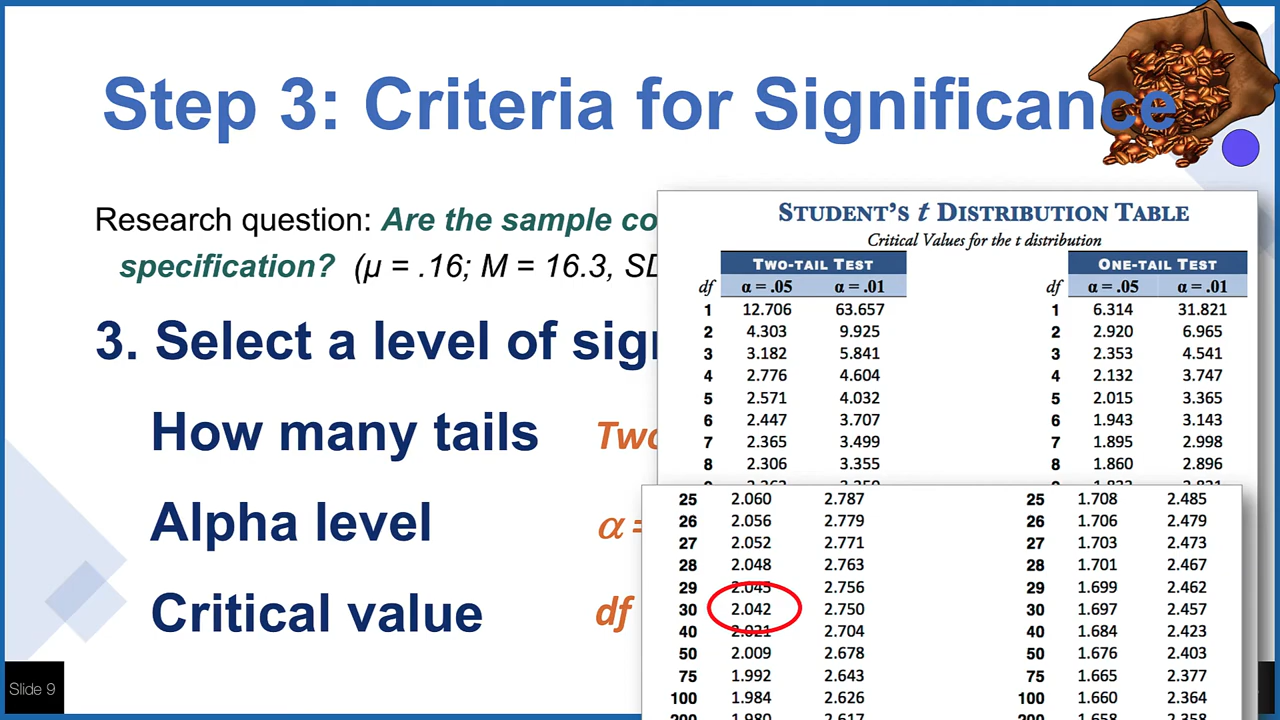 Step 3: Criteria for Significance
Research question: Are the sample co
specification? (μ = .16; M = 16.3, SD
3. Select a level of sig
How many tails Two
Alpha level α =
Critical value df
Slide 9
STUDENT'S t DISTRIBUTION TABLE
Critical Values for the t distribution
TWO-TAIL TEST
df α = .05 α = .01
1 12.706 63.657
2 4.303 9.925
3 3.182 5.841
4 2.776 4.604
5 2.571 4.032
6 2.447 3.707
7 2.365 3.499
8 2.306 3.355
25 2.060 2.787
26 2.056 2.779
27 2.052 2.771
28 2.048 2.763
29 2.045 2.756
30 2.042 2.750
40 2.021 2.704
50 2.009 2.678
75 1.992 2.643
100 1.984 2.626
200 1.980 2.617
ONE-TAIL TEST
df α = .05 α = .01
1 6.314 31.821
2 2.920 6.965
3 2.353 4.541
4 2.132 3.747
5 2.015 3.365
6 1.943 3.143
7 1.895 2.998
8 1.860 2.896
25 1.708 2.485
26 1.706 2.479
27 1.703 2.473
28 1.701 2.467
29 1.699 2.462
30 1.697 2.457
40 1.684 2.423
50 1.676 2.403
75 1.665 2.377
100 1.660 2.364
200 1.658 2.358